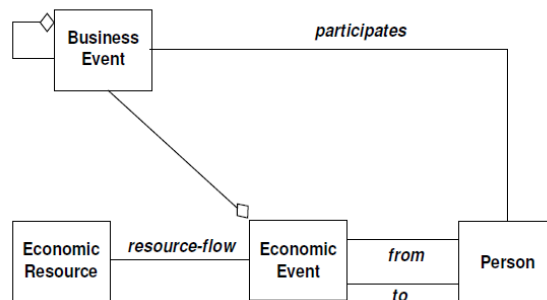 Business
Event
participates
Economic
Resource
resource-flow
Economic
Event
from
to
Person